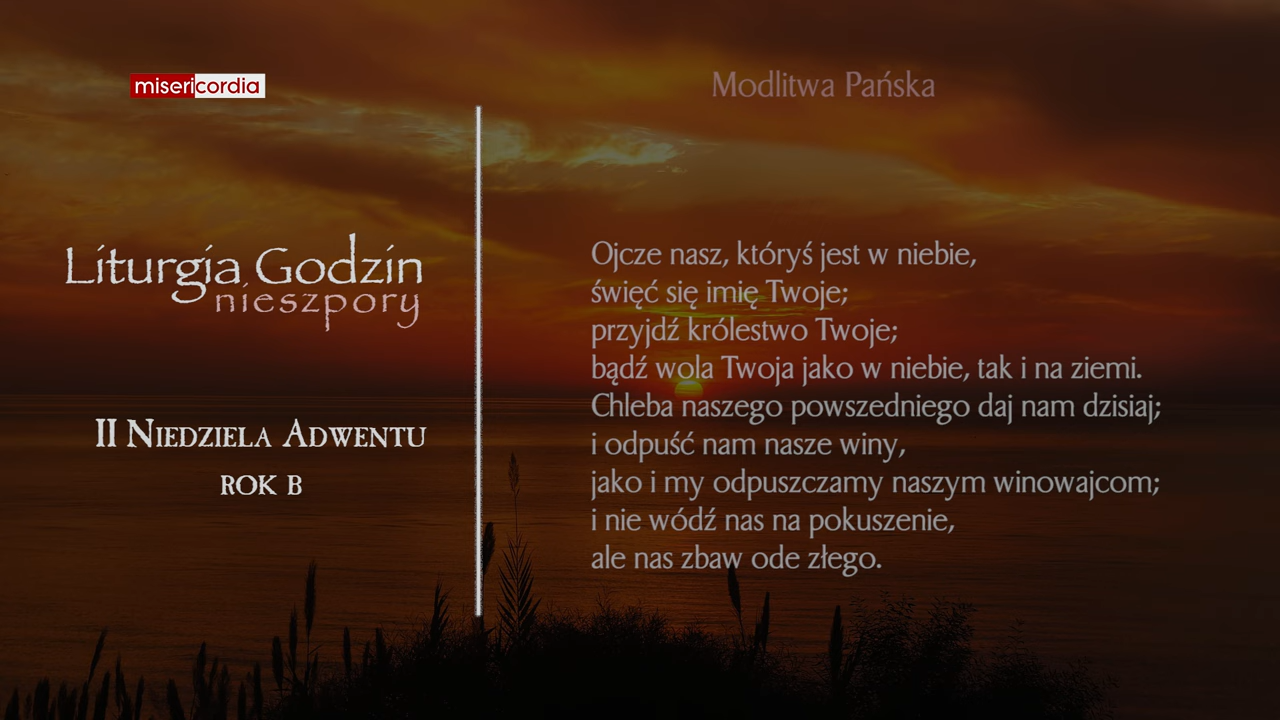 misericordia
Modlitwa Pańska
Liturgia Godzin
nieszpory
II Niedziela Adwentu
rok B
Ojcze nasz, któryś jest w niebie,
święć się imię Twoje;
przyjdź królestwo Twoje;
bądź wola Twoja jako w niebie, tak i na ziemi.
Chleba naszego powszedniego daj nam dzisiaj;
i odpuść nam nasze winy,
jako i my odpuszczamy naszym winowajcom;
i nie wódź nas na pokuszenie,
ale nas zbaw ode złego.